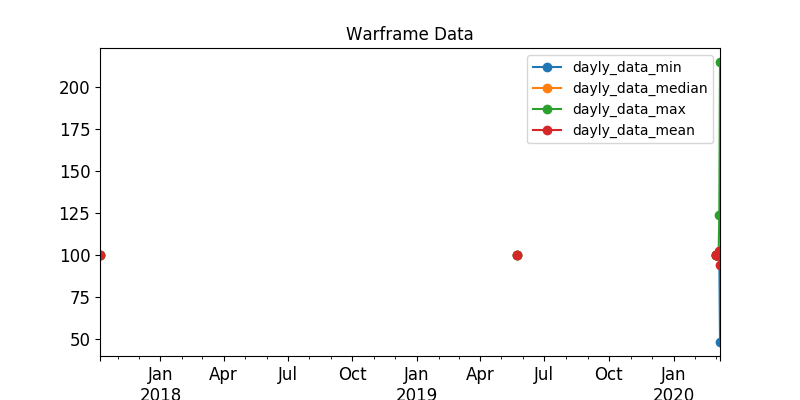 Warframe Data
dayly_data_min
dayly_data_median
dayly_data_max
dayly_data_mean
200
175
150
125
100
75
50
Jan Apr Jul Oct Jan Apr Jul Oct Jan
2018 2019 2020